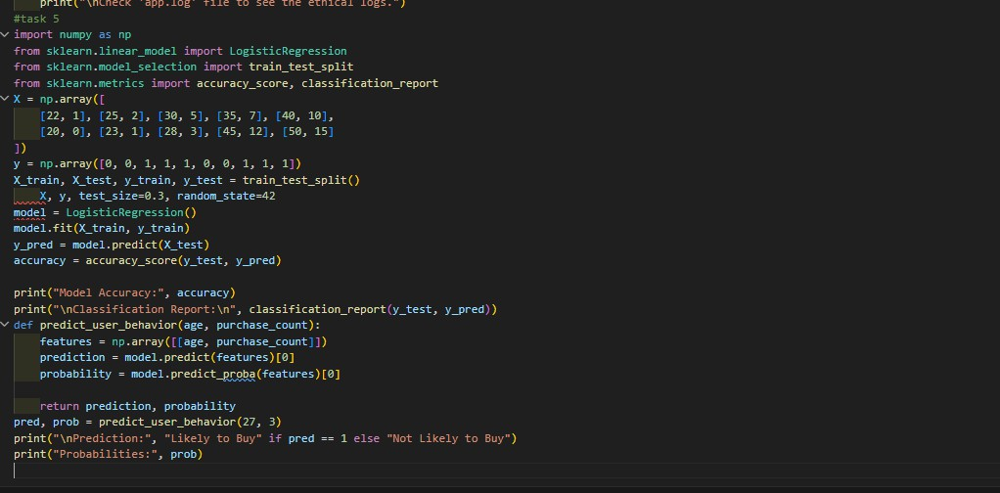 print("\nCheck 'app.log' file to see the ethical logs.")
#task 5
import numpy as np
from sklearn.linear_model import LogisticRegression
from sklearn.model_selection import train_test_split
from sklearn.metrics import accuracy_score, classification_report
X = np.array([
    [22, 1], [25, 2], [30, 5], [35, 7], [40, 10],
    [20, 0], [23, 1], [28, 3], [45, 12], [50, 15]
])
y = np.array([0, 0, 1, 1, 1, 0, 0, 1, 1, 1])
X_train, X_test, y_train, y_test = train_test_split()
    X, y, test_size=0.3, random_state=42
model = LogisticRegression()
model.fit(X_train, y_train)
y_pred = model.predict(X_test)
accuracy = accuracy_score(y_test, y_pred)
print("Model Accuracy:", accuracy)
print("\nClassification Report:\n", classification_report(y_test, y_pred))
def predict_user_behavior(age, purchase_count):
    features = np.array([[age, purchase_count]])
    prediction = model.predict(features)[0]
    probability = model.predict_proba(features)[0]
    return prediction, probability
pred, prob = predict_user_behavior(27, 3)
print("\nPrediction:", "Likely to Buy" if pred == 1 else "Not Likely to Buy")
print("Probabilities:", prob)